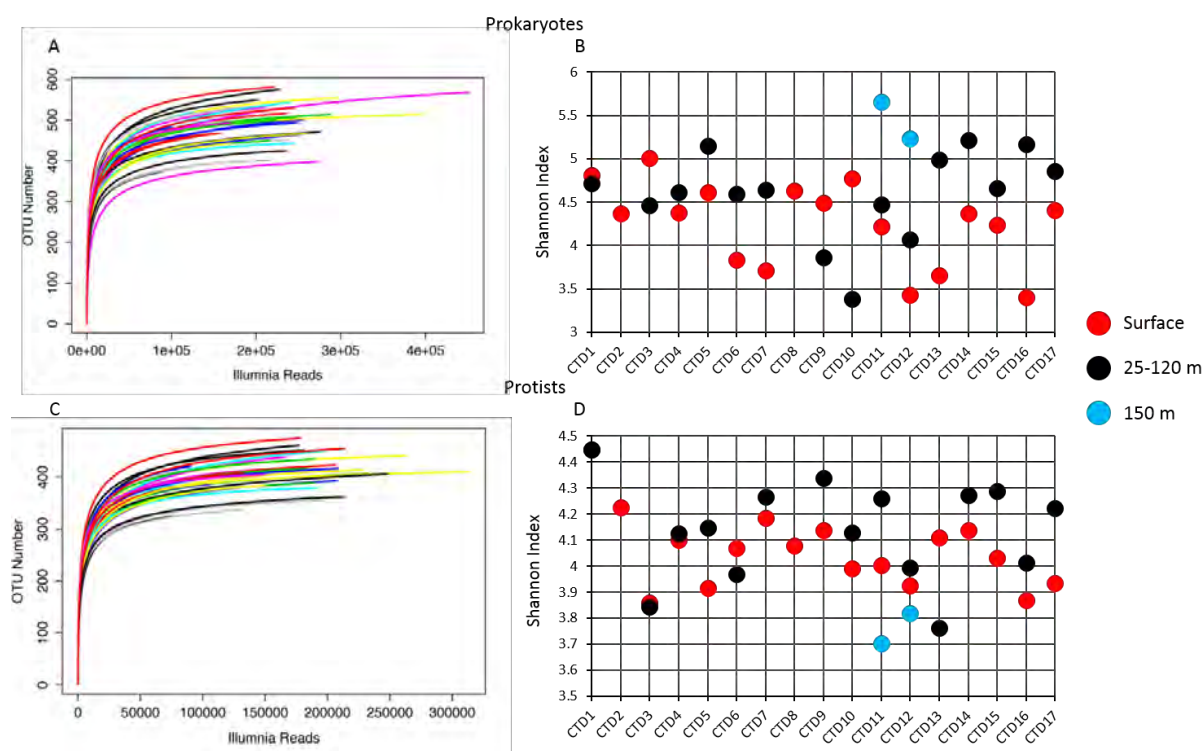 Prokaryotes
A
OTU Number
600
500
400
300
200
100
0
0e+00 1e+05 2e+05 3e+05 4e+05
Illumnia Reads
B
Shannon Index
6
5.5
5
4.5
4
3.5
3
CTD1 CTD2 CTD3 CTD4 CTD5 CTD6 CTD7 CTD8 CTD9 CTD10 CTD11 CTD12 CTD13 CTD14 CTD15 CTD16 CTD17
Surface
25-120 m
150 m
Protists
C
OTU Number
400
300
200
100
0
0 50000 100000 150000 200000 250000 300000
Illumnia Reads
D
Shannon Index
4.5
4.4
4.3
4.2
4.1
4
3.9
3.8
3.7
3.6
3.5
CTD1 CTD2 CTD3 CTD4 CTD5 CTD6 CTD7 CTD8 CTD9 CTD10 CTD11 CTD12 CTD13 CTD14 CTD15 CTD16 CTD17